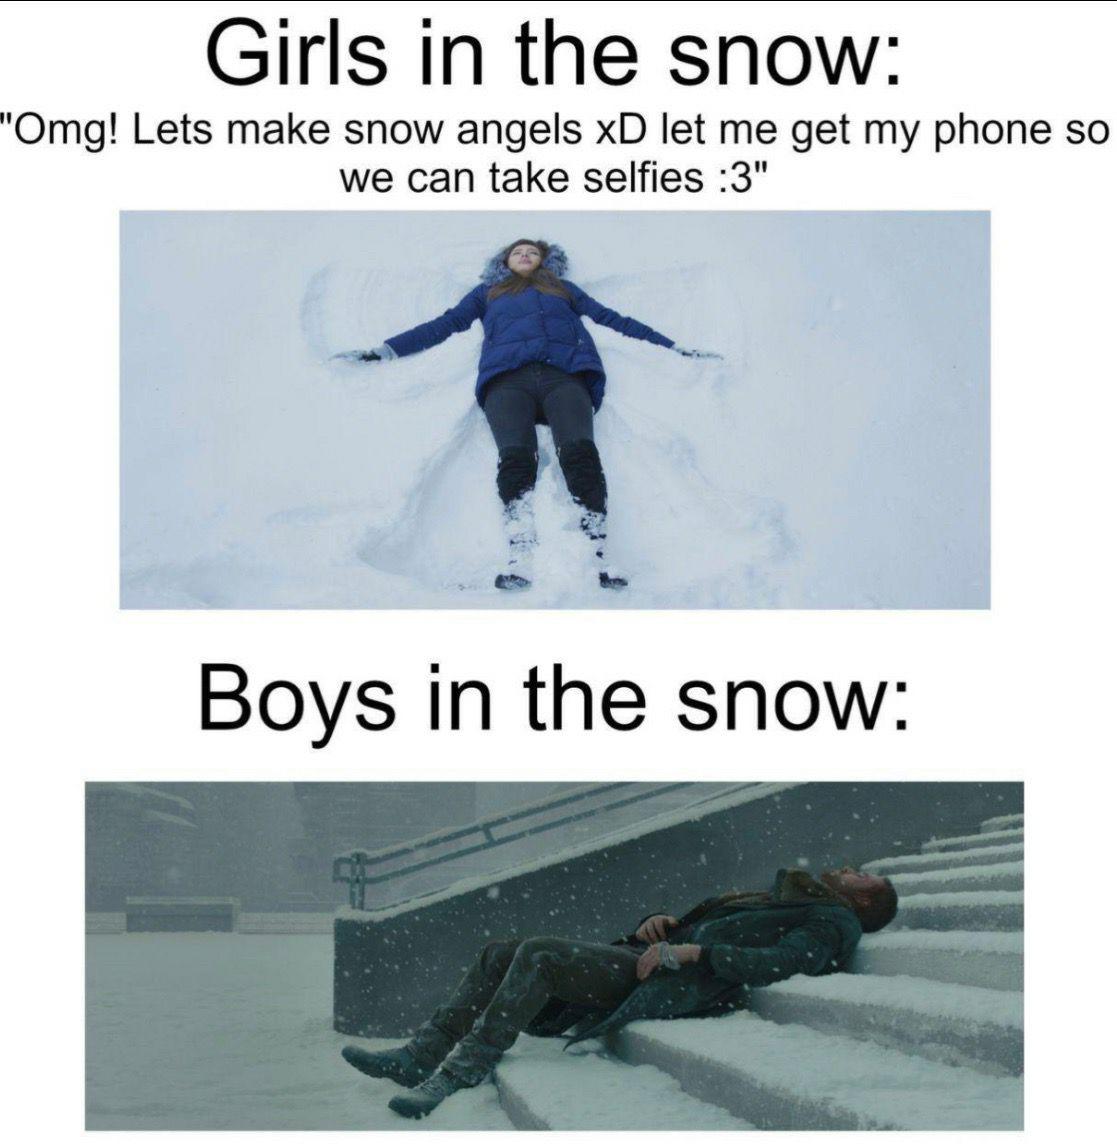 Girls in the snow:
"Omg! Lets make snow angels xD let me get my phone so
we can take selfies :3"
Boys in the snow: